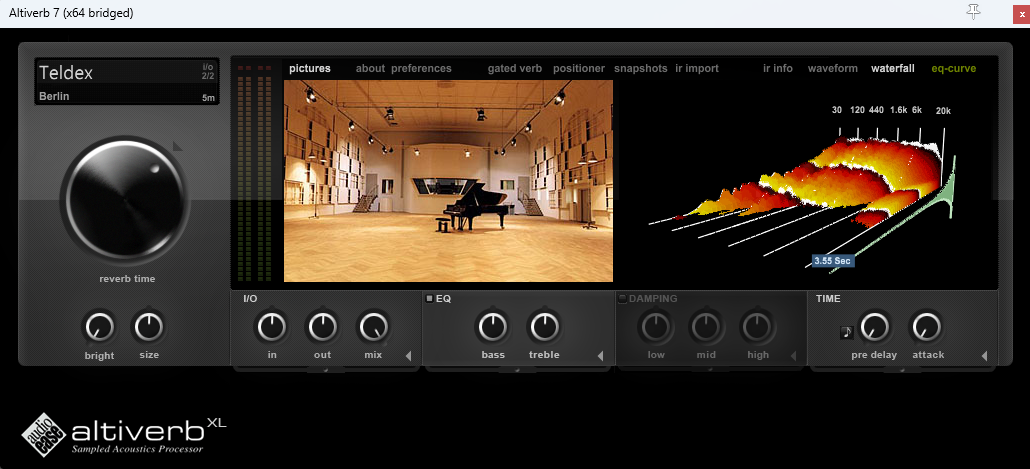 Altiverb 7 (x64 bridged)
x
Teldex
i/o
2/2
Berlin
5m
pictures about preferences gated verb positioner snapshots ir import ir info waveform waterfall eq-curve
30 120 440 1.6k 6k 20k
3.55 Sec
reverb time
bright size
I/O
in out mix
EQ
bass treble
DAMPING
low mid high
TIME
pre delay attack
audio
ease
altiverb XL
Sampled Acoustics Processor